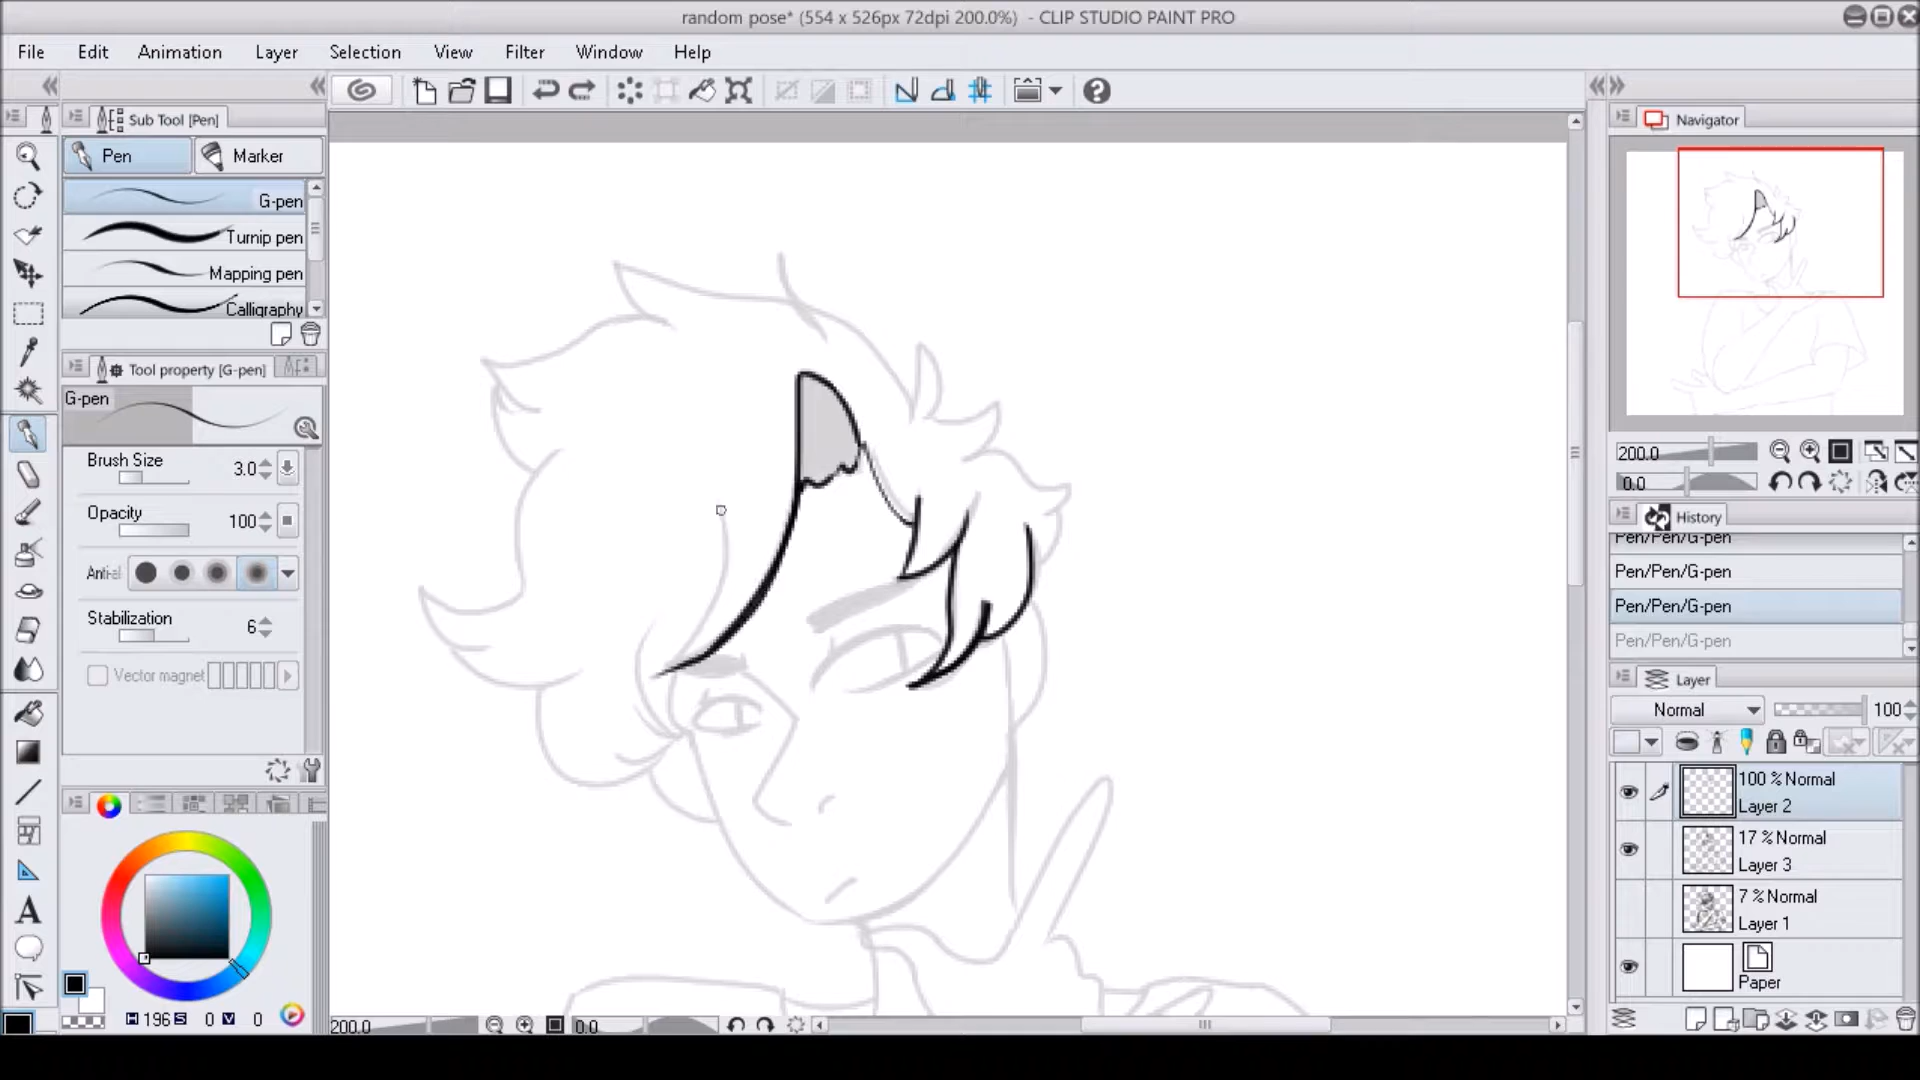 random pose* (554 x 526px 72dpi 200.0%) - CLIP STUDIO PAINT PRO
File Edit Animation Layer Selection View Filter Window Help
Sub Tool [Pen]
Pen Marker
G-pen
Turnip pen
Mapping pen
Calligraphy
Tool property [G-pen]
G-pen
Brush Size 3.0
Opacity 100
Anti-al
Stabilization 6
Vector magnet
H 196 S 0 V 0
200.0 0.0
Navigator
200.0
0.0
History
Pen/Pen/G-pen
Pen/Pen/G-pen
Pen/Pen/G-pen
Pen/Pen/G-pen
Layer
Normal 100
100 % Normal
Layer 2
17 % Normal
Layer 3
7 % Normal
Layer 1
Paper